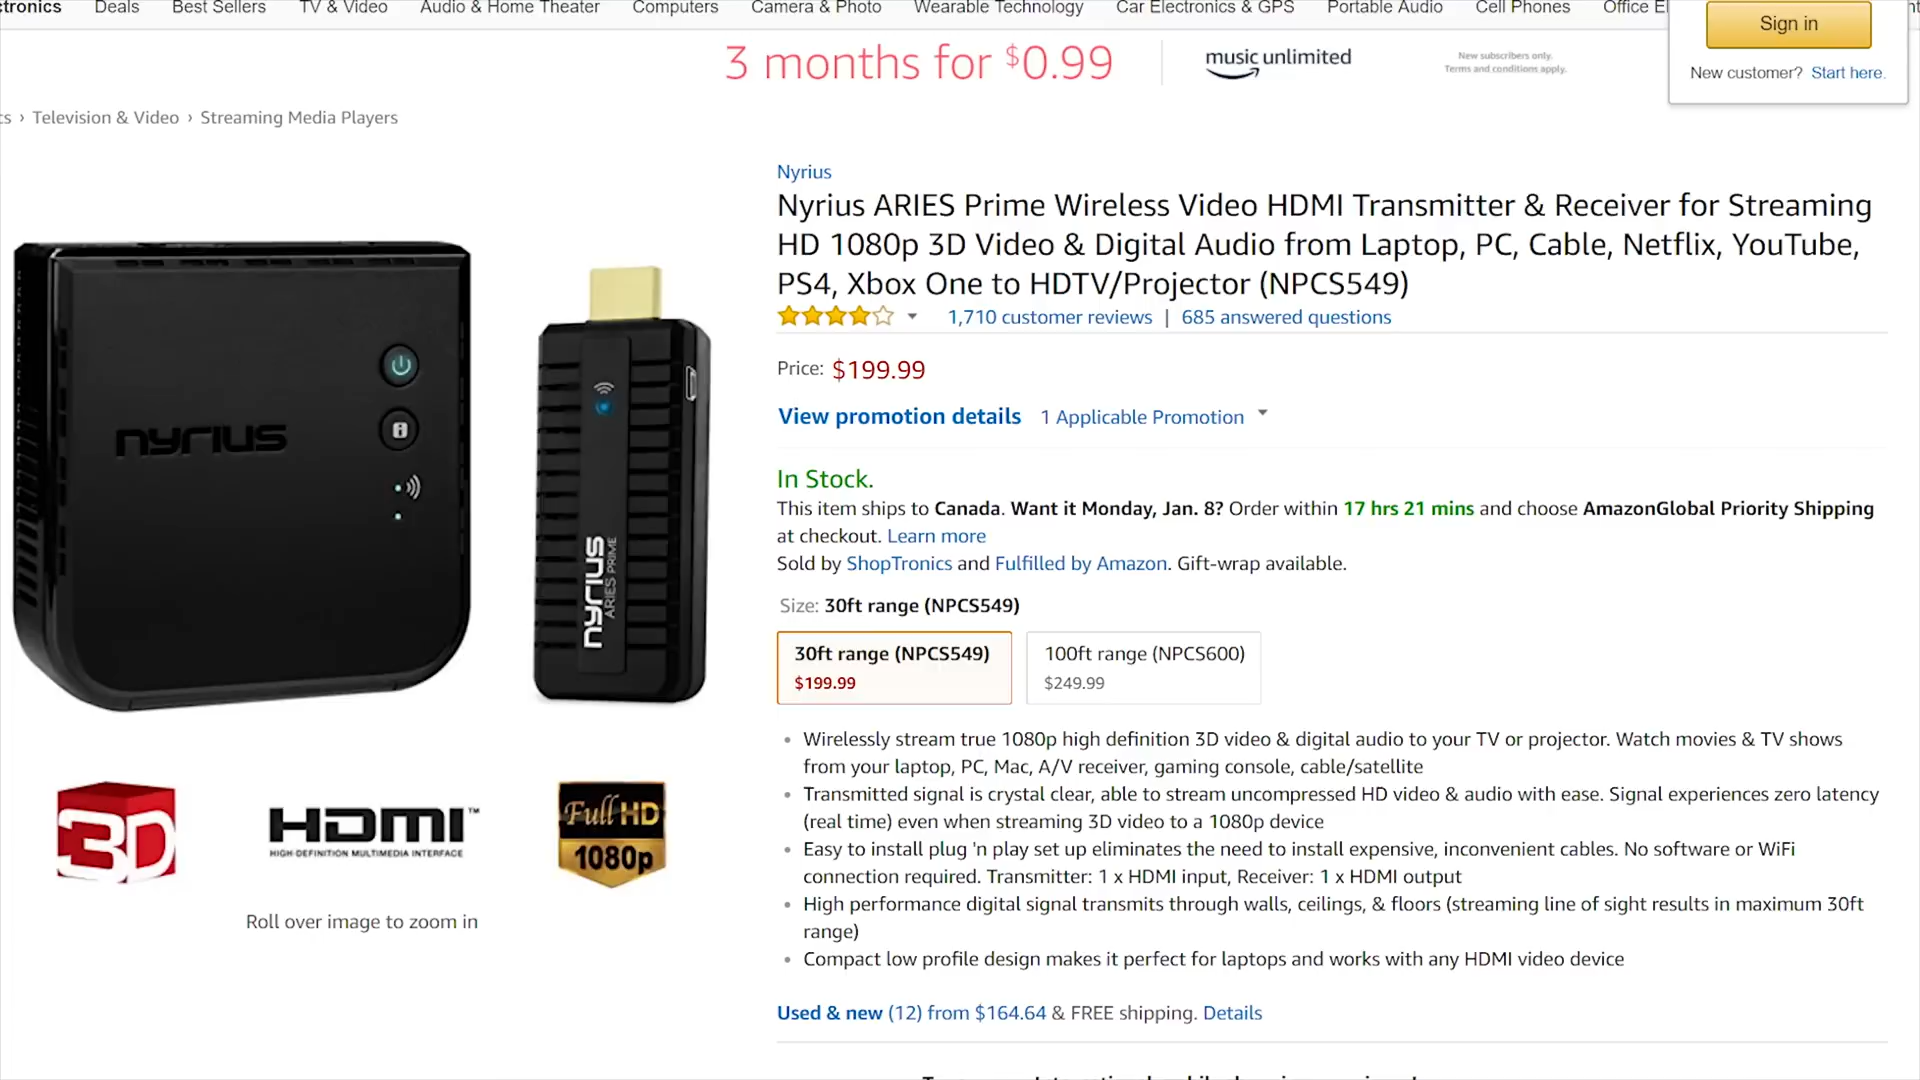 Deals Best Sellers TV & Video Audio & Home Theater Computers Camera & Photo Wearable Technology Car Electronics & GPS Portable Audio Cell Phones Office
Sign in
New customer? Start here.
3 months for $0.99 music unlimited
New subscribers only.
Terms and conditions apply.
› Television & Video › Streaming Media Players
Nyrius
Nyrius ARIES Prime Wireless Video HDMI Transmitter & Receiver for Streaming
HD 1080p 3D Video & Digital Audio from Laptop, PC, Cable, Netflix, YouTube,
PS4, Xbox One to HDTV/Projector (NPCS549)
1,710 customer reviews | 685 answered questions
Price: $199.99
View promotion details 1 Applicable Promotion
In Stock.
This item ships to Canada. Want it Monday, Jan. 8? Order within 17 hrs 21 mins and choose AmazonGlobal Priority Shipping
at checkout. Learn more
Sold by ShopTronics and Fulfilled by Amazon. Gift-wrap available.
Size: 30ft range (NPCS549)
30ft range (NPCS549)
$199.99
100ft range (NPCS600)
$249.99
• Wirelessly stream true 1080p high definition 3D video & digital audio to your TV or projector. Watch movies & TV shows
from your laptop, PC, Mac, A/V receiver, gaming console, cable/satellite
• Transmitted signal is crystal clear, able to stream uncompressed HD video & audio with ease. Signal experiences zero latency
(real time) even when streaming 3D video to a 1080p device
• Easy to install plug 'n play set up eliminates the need to install expensive, inconvenient cables. No software or WiFi
connection required. Transmitter: 1 x HDMI input, Receiver: 1 x HDMI output
• High performance digital signal transmits through walls, ceilings, & floors (streaming line of sight results in maximum 30ft
range)
• Compact low profile design makes it perfect for laptops and works with any HDMI video device
Used & new (12) from $164.64 & FREE shipping. Details
nyrius
nyrius
ARIES PRIME
3D
HDMI™
HIGH-DEFINITION MULTIMEDIA INTERFACE
Full HD
1080p
Roll over image to zoom in